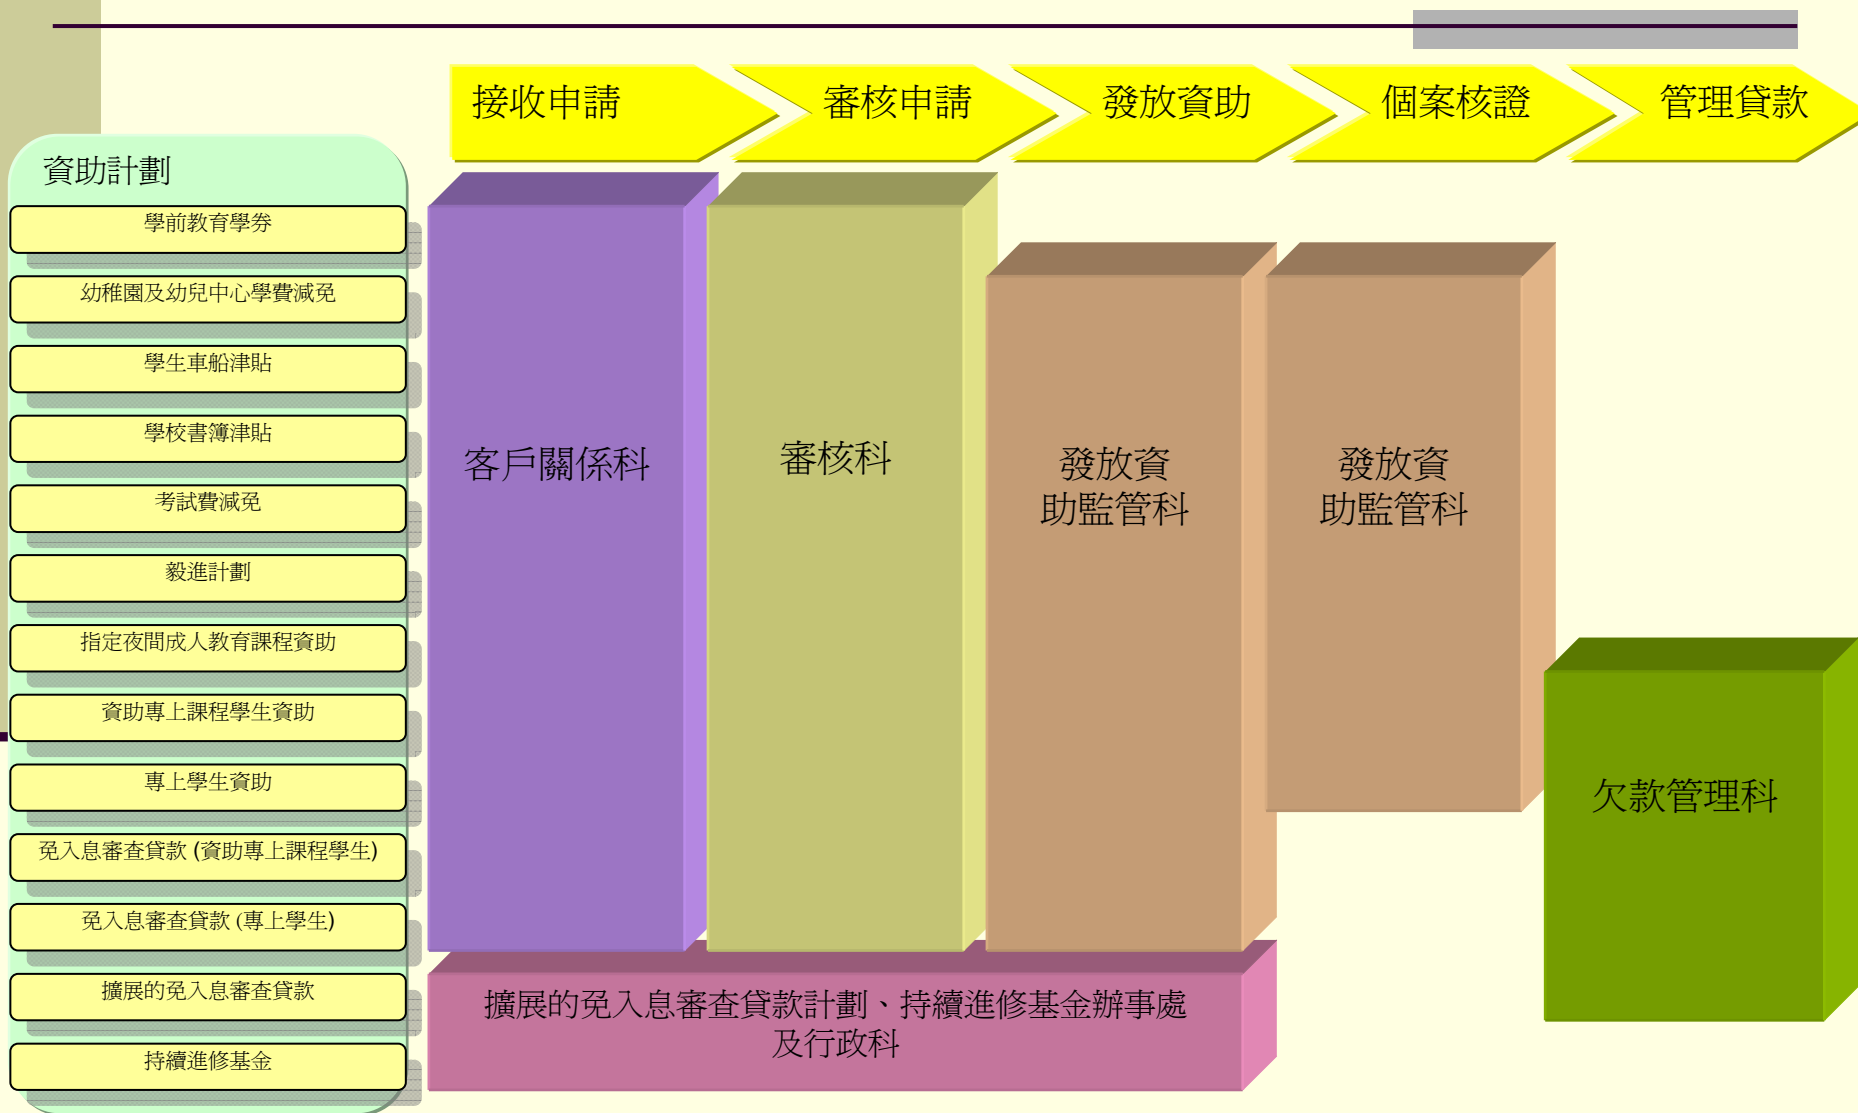 接收申請
審核申請
發放資助
個案核證
管理貸款
資助計劃
學前教育學券
幼稚園及幼兒中心學費減免
學生車船津貼
學校書簿津貼
考試費減免
毅進計劃
指定夜間成人教育課程資助
資助專上課程學生資助
專上學生資助
免入息審查貸款 (資助專上課程學生)
免入息審查貸款 (專上學生)
擴展的免入息審查貸款
持續進修基金
客戶關係科
審核科
發放資
助監管科
發放資
助監管科
欠款管理科
擴展的免入息審查貸款計劃、持續進修基金辦事處
及行政科